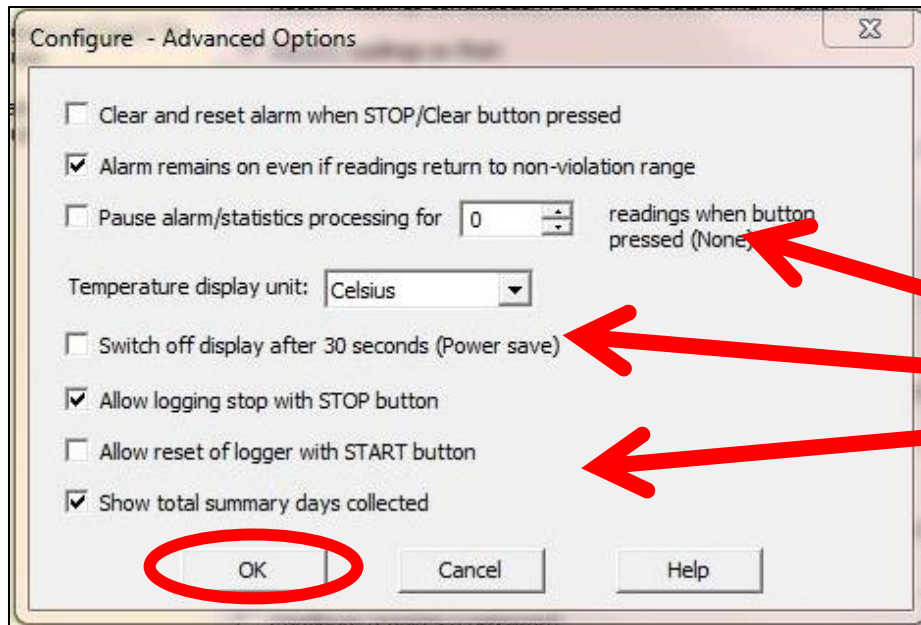 Configure - Advanced Options
Clear and reset alarm when STOP/Clear button pressed
Alarm remains on even if readings return to non-violation range
Pause alarm/statistics processing for 0 readings when button
pressed (None)
Temperature display unit: Celsius
Switch off display after 30 seconds (Power save)
Allow logging stop with STOP button
Allow reset of logger with START button
Show total summary days collected
OK Cancel Help